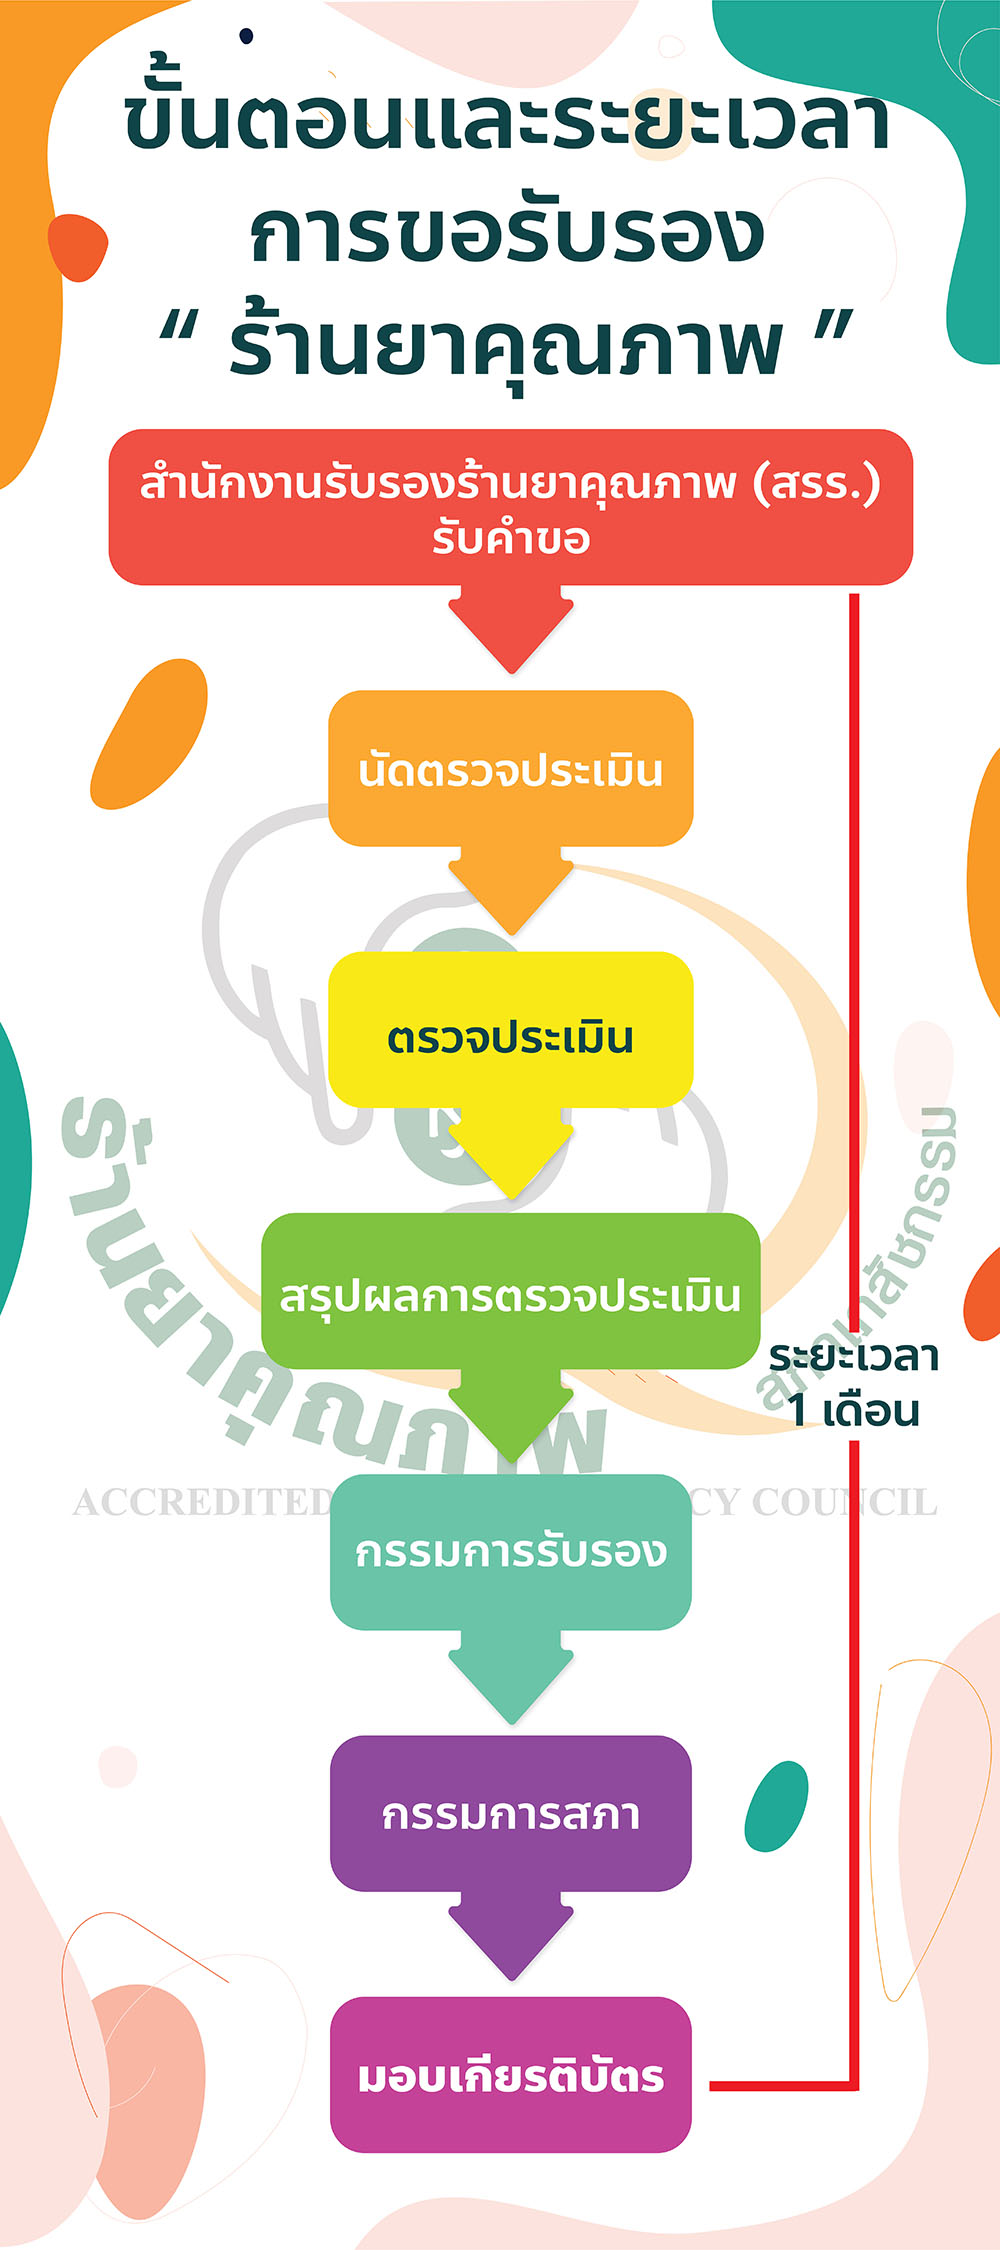 ขั้นตอนและระยะเวลา
การขอรับรอง
“ ร้านยาคุณภาพ ”
สำนักงานรับรองร้านยาคุณภาพ (สรร.)
รับคำขอ
นัดตรวจประเมิน
ตรวจประเมิน
สรุปผลการตรวจประเมิน
ระยะเวลา
1 เดือน
กรรมการรับรอง
กรรมการสภา
มอบเกียรติบัตร
ร้านยาคุณภาพ
สภาเภสัชกรรม
ACCREDITED
COUNCIL